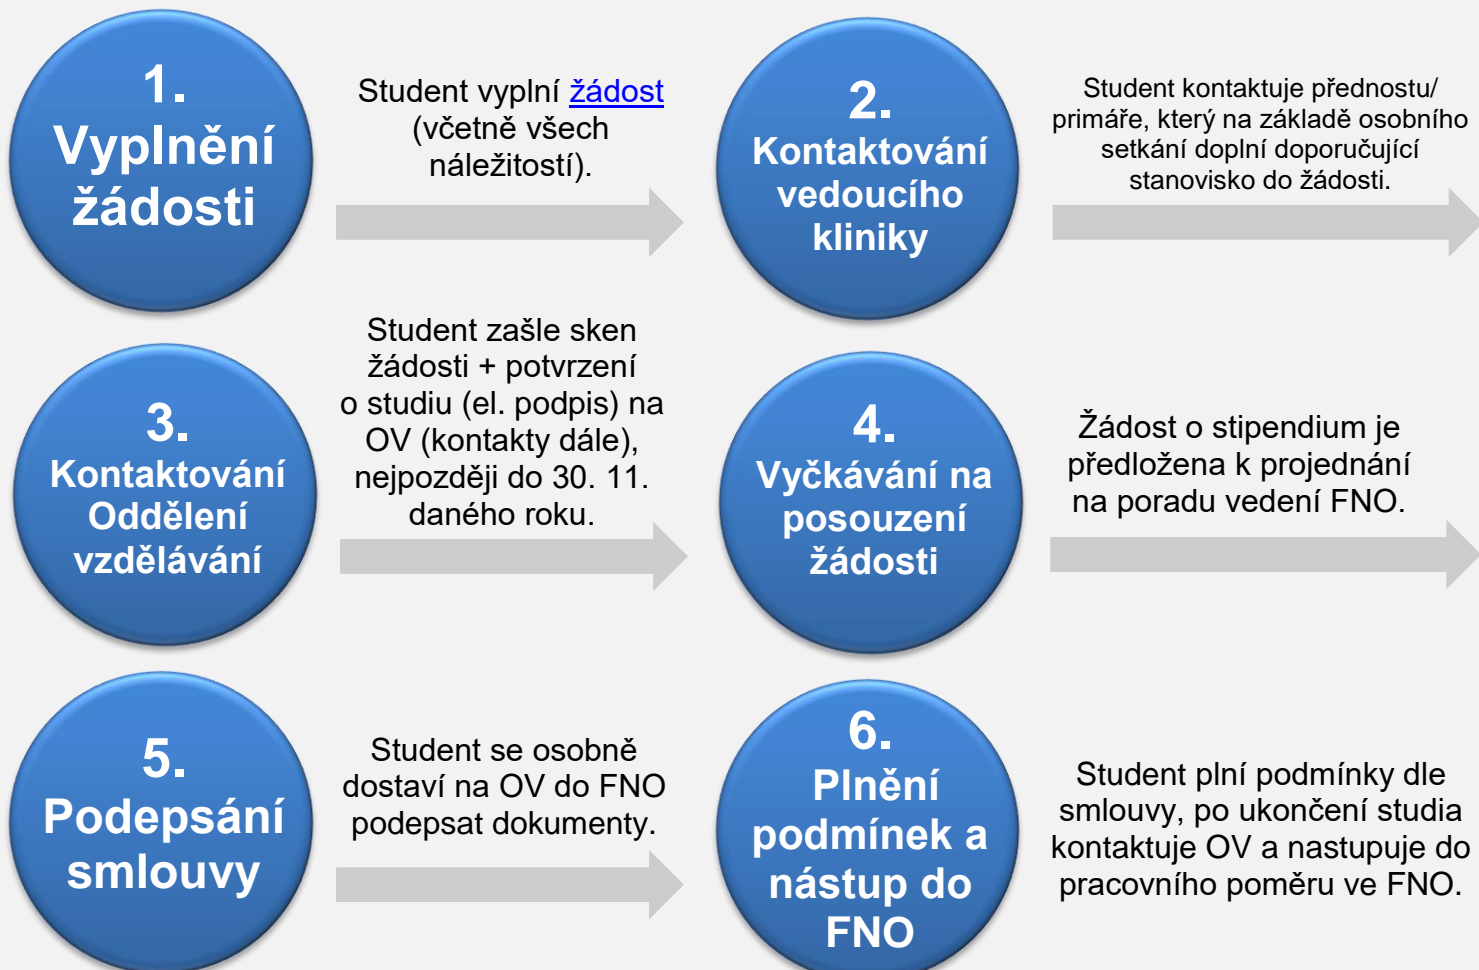 1.
Vyplnění
žádosti
Student vyplní žádost
(včetně všech
náležitostí).
2.
Kontaktování
vedoucího
kliniky
Student kontaktuje přednostu/
primáře, který na základě osobního
setkání doplní doporučující
stanovisko do žádosti.
3.
Kontaktování
Oddělení
vzdělávání
Student zašle sken
žádosti + potvrzení
o studiu (el. podpis) na
OV (kontakty dále),
nejpozději do 30. 11.
daného roku.
4.
Vyčkávání na
posouzení
žádosti
Žádost o stipendium je
předložena k projednání
na poradu vedení FNO.
5.
Podepsání
smlouvy
Student se osobně
dostaví na OV do FNO
podepsat dokumenty.
6.
Plnění
podmínek a
nástup do
FNO
Student plní podmínky dle
smlouvy, po ukončení studia
kontaktuje OV a nastupuje do
pracovního poměru ve FNO.